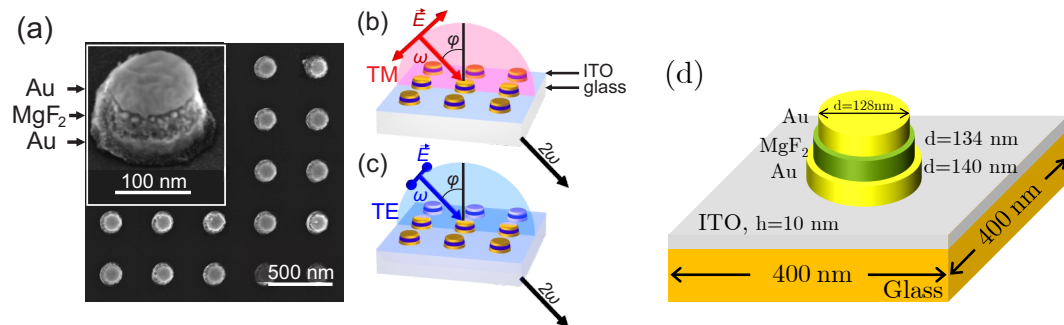 (a)
Au
MgF2
Au
100 nm
500 nm
(b)
E
φ
ω
TM
ITO
glass
2ω
(c)
E
φ
ω
TE
2ω
(d)
d=128nm
Au
MgF2
d=134 nm
Au
d=140 nm
ITO, h=10 nm
400 nm
400 nm
Glass